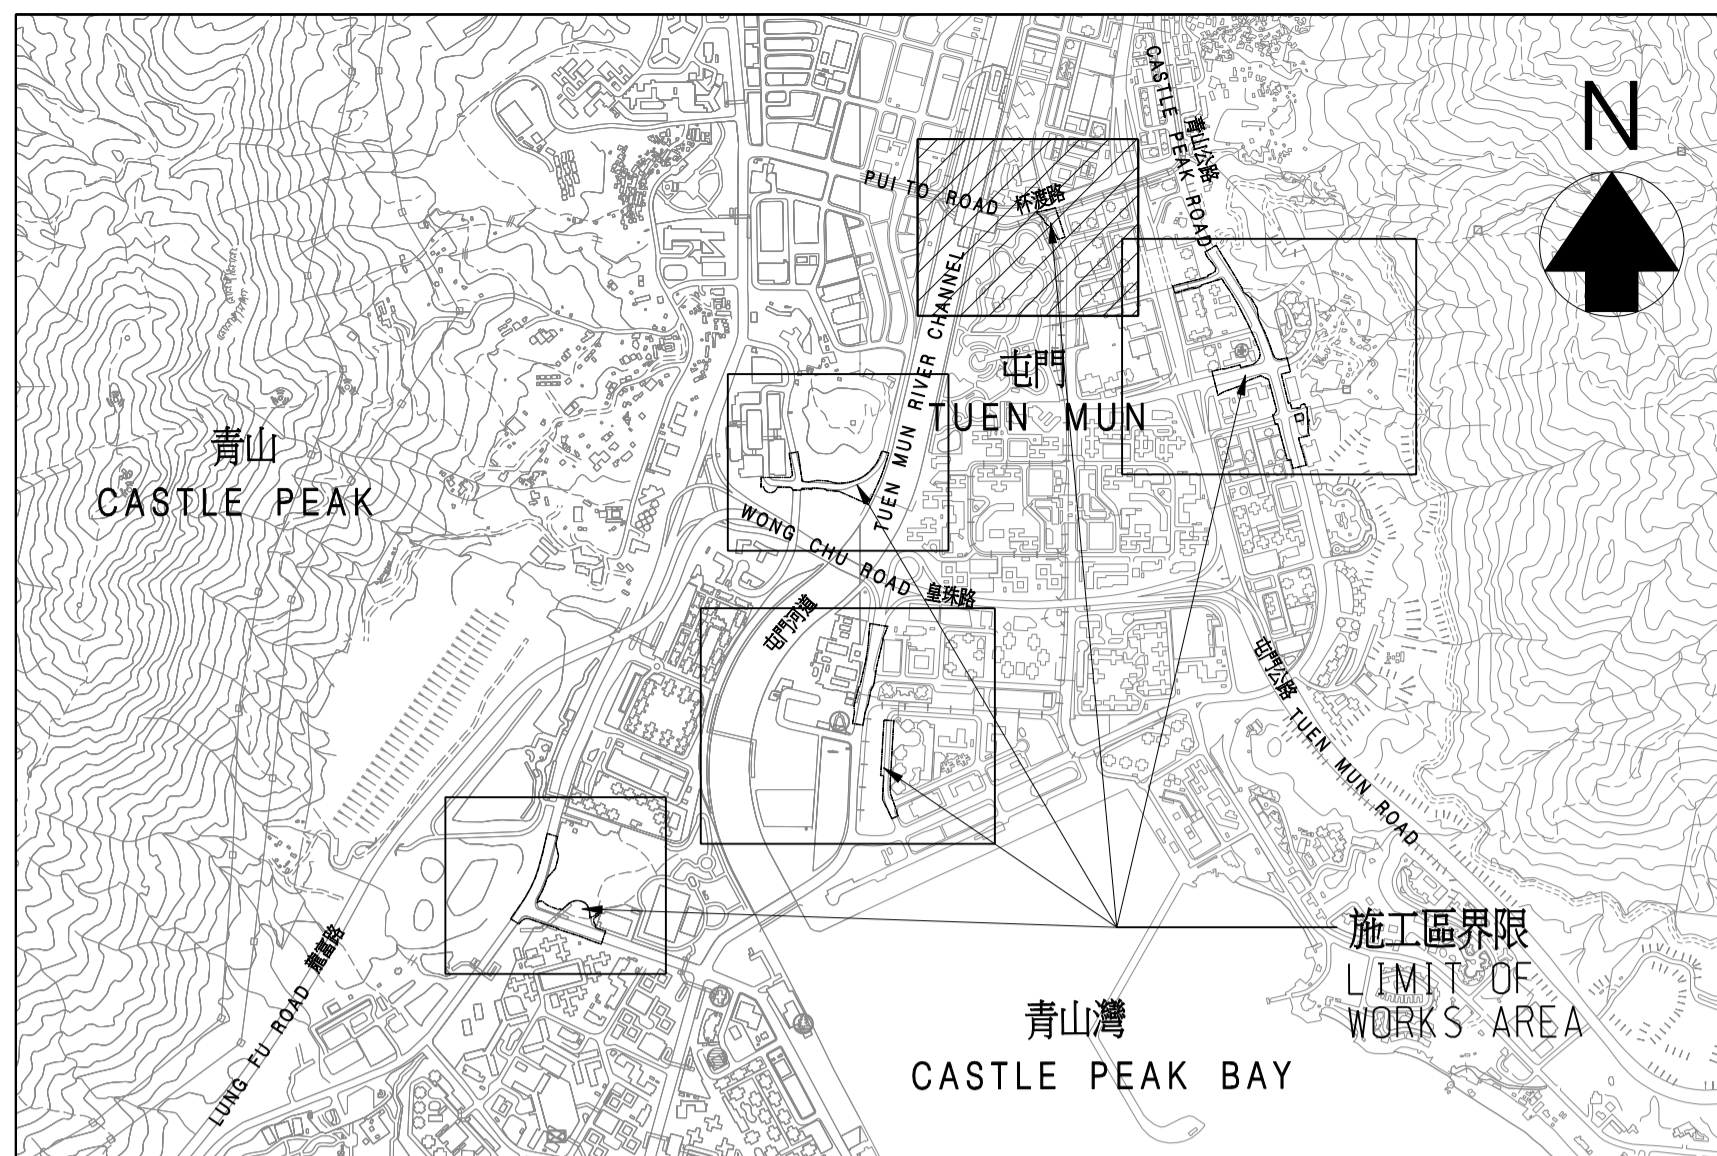 N
CASTLE PEAK ROAD
青山公路
PUI TO ROAD 杯渡路
TUEN MUN RIVER CHANNEL
屯門
TUEN MUN
青山
CASTLE PEAK
WONG CHU ROAD 皇珠路
屯門河道
屯門公路 TUEN MUN ROAD
LUNG FU ROAD 龍富路
施工區界限
LIMIT OF
WORKS AREA
青山灣
CASTLE PEAK BAY